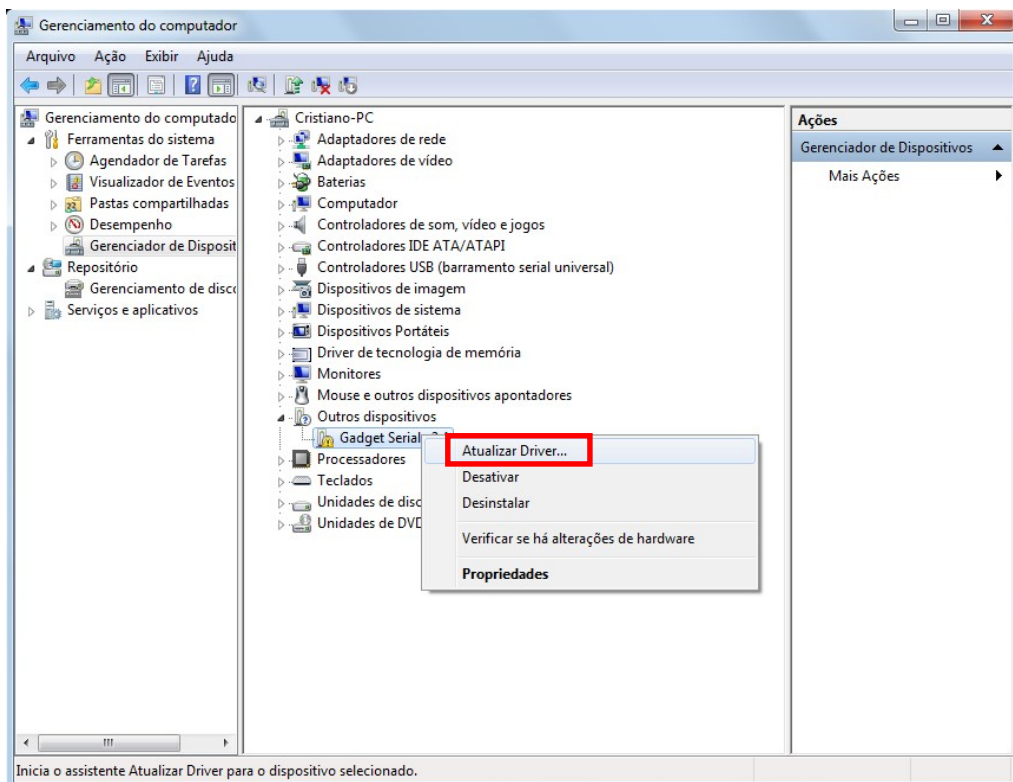 Gerenciamento do computador
Arquivo Ação Exibir Ajuda
Gerenciamento do computado
Ferramentas do sistema
Agendador de Tarefas
Visualizador de Eventos
Pastas compartilhadas
Desempenho
Gerenciador de Disposit
Repositório
Gerenciamento de disco
Serviços e aplicativos
Cristiano-PC
Adaptadores de rede
Adaptadores de vídeo
Baterias
Computador
Controladores de som, vídeo e jogos
Controladores IDE ATA/ATAPI
Controladores USB (barramento serial universal)
Dispositivos de imagem
Dispositivos de sistema
Dispositivos Portáteis
Driver de tecnologia de memória
Monitores
Mouse e outros dispositivos apontadores
Outros dispositivos
Gadget Serial
Processadores
Teclados
Unidades de disc
Unidades de DVD
Atualizar Driver...
Desativar
Desinstalar
Verificar se há alterações de hardware
Propriedades
Ações
Gerenciador de Dispositivos
Mais Ações
Inicia o assistente Atualizar Driver para o dispositivo selecionado.